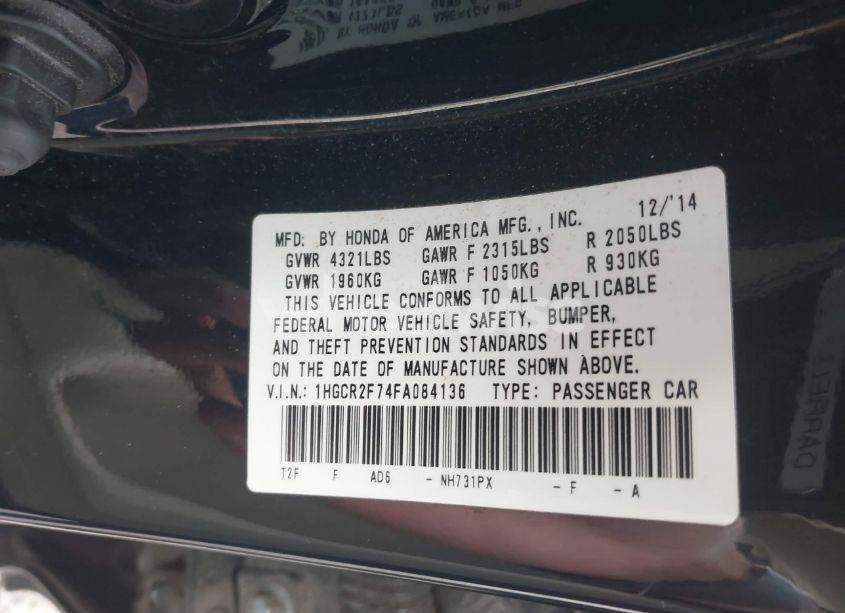 MFD: BY HONDA OF AMERICA MFG., INC. 12/'14
GVWR 4321LBS GAWR F 2315LBS R 2050LBS
GVWR 1960KG GAWR F 1050KG R 930KG
THIS VEHICLE CONFORMS TO ALL APPLICABLE
FEDERAL MOTOR VEHICLE SAFETY, BUMPER,
AND THEFT PREVENTION STANDARDS IN EFFECT
ON THE DATE OF MANUFACTURE SHOWN ABOVE.
V.I.N.: 1HGCR2F74FA084136 TYPE: PASSENGER CAR
T2F F AD6 - NH731PX - F - A